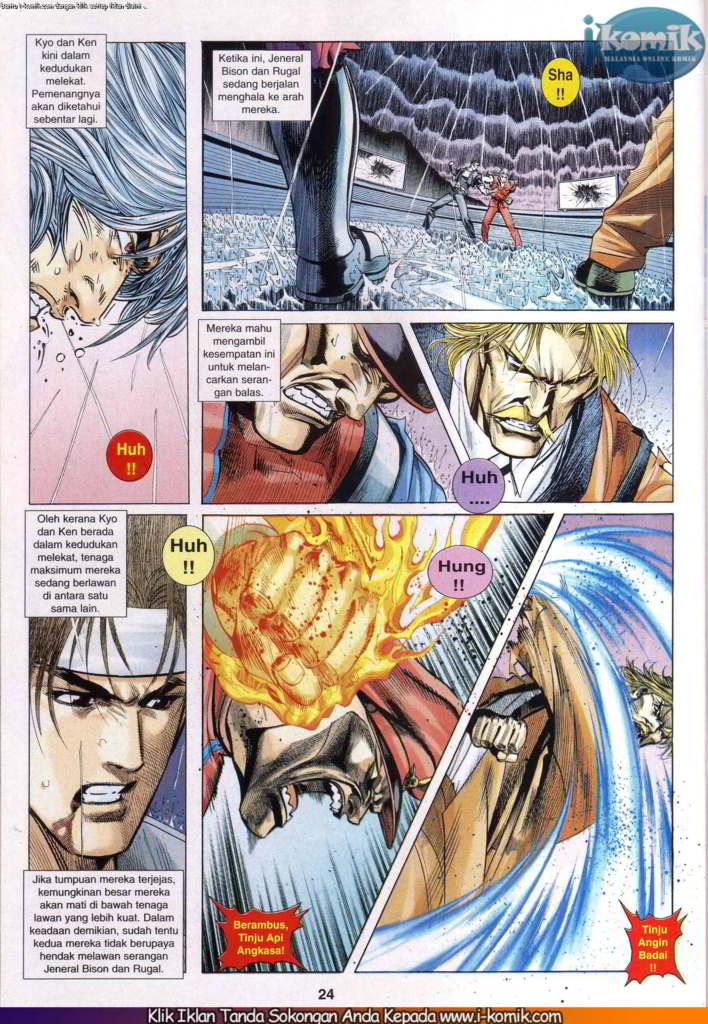 ikomik
MALAYSIA ONLINE KOMIK
Kyo dan Ken
kini dalam
kedudukan
melekat.
Pemenangnya
akan diketahui
sebentar lagi.
Ketika ini, Jeneral
Bison dan Rugal
sedang berjalan
menghala ke arah
mereka.
Sha
!!
Huh
!!
Mereka mahu
mengambil
kesempatan ini
untuk melan-
carkan seran-
gan balas.
Huh
....
Oleh kerana Kyo
dan Ken berada
dalam kedudukan
melekat, tenaga
maksimum mereka
sedang berlawan
di antara satu
sama lain.
Huh
!!
Hung
!!
Jika tumpuan mereka terjejas,
kemungkinan besar mereka
akan mati di bawah tenaga
lawan yang lebih kuat. Dalam
keadaan demikian, sudah tentu
kedua mereka tidak berupaya
hendak melawan serangan
Jeneral Bison dan Rugal.
Berambus,
Tinju Api
Angkasa!
Tinju
Angin
Badai
!!
24
Klik Iklan Tanda Sokongan Anda Kepada www.i-komik.com